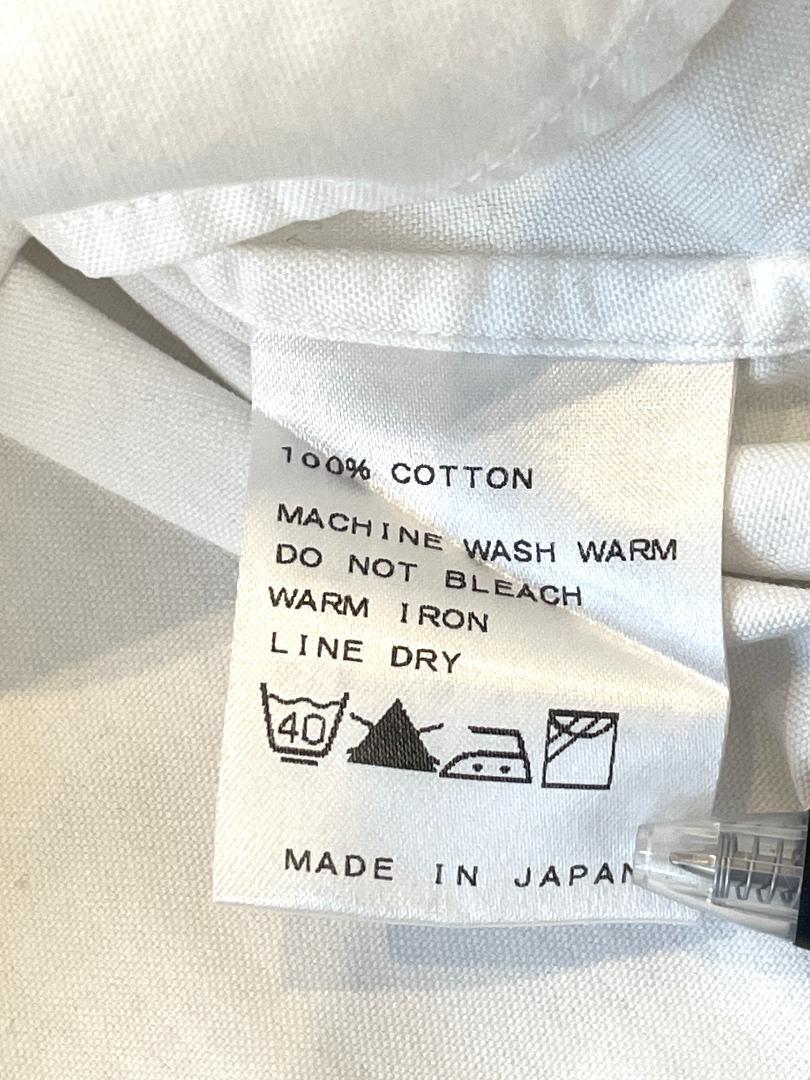 100% COTTON
MACHINE WASH WARM
DO NOT BLEACH
WARM IRON
LINE DRY
40
MADE IN JAPAN